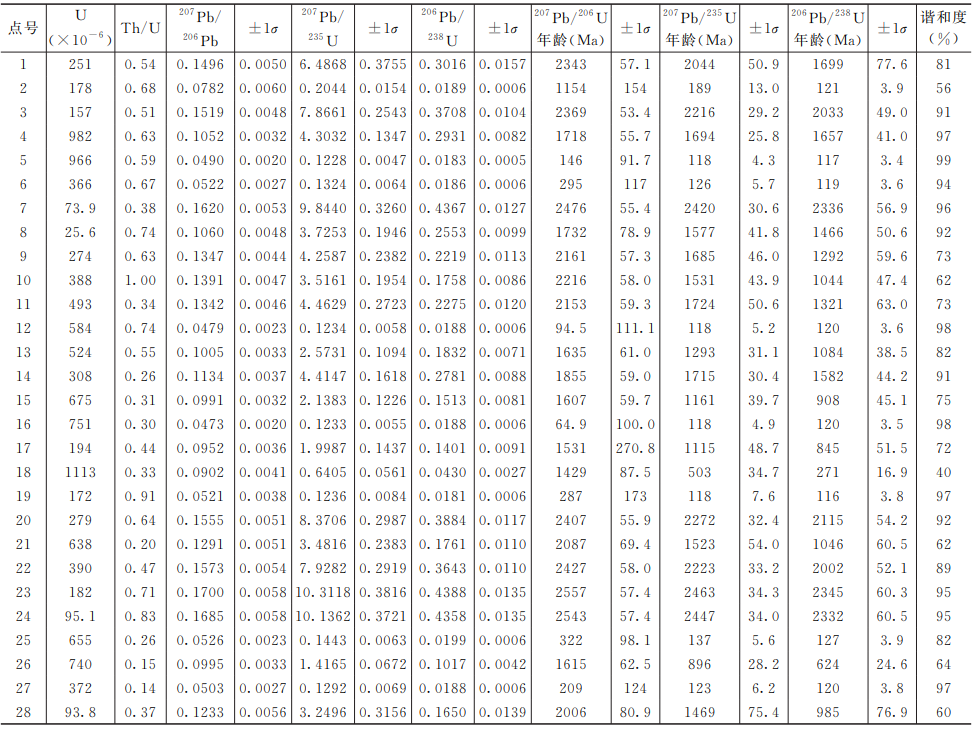 点号 U (×10⁻⁶) Th/U ²⁰⁷Pb/²⁰⁶Pb ±1σ ²⁰⁷Pb/²³⁵U ±1σ ²⁰⁶Pb/²³⁸U ±1σ ²⁰⁷Pb/²⁰⁶U年龄(Ma) ±1σ ²⁰⁷Pb/²³⁵U年龄(Ma) ±1σ ²⁰⁶Pb/²³⁸U年龄(Ma) ±1σ 谐和度(%)
1 251 0.54 0.1496 0.0050 6.4868 0.3755 0.3016 0.0157 2343 57.1 2044 50.9 1699 77.6 81
2 178 0.68 0.0782 0.0060 0.2044 0.0154 0.0189 0.0006 1154 154 189 13.0 121 3.9 56
3 157 0.51 0.1519 0.0048 7.8661 0.2543 0.3708 0.0104 2369 53.4 2216 29.2 2033 49.0 91
4 982 0.63 0.1052 0.0032 4.3032 0.1347 0.2931 0.0082 1718 55.7 1694 25.8 1657 41.0 97
5 966 0.59 0.0490 0.0020 0.1228 0.0047 0.0183 0.0005 146 91.7 118 4.3 117 3.4 99
6 366 0.67 0.0522 0.0027 0.1324 0.0064 0.0186 0.0006 295 117 126 5.7 119 3.6 94
7 73.9 0.38 0.1620 0.0053 9.8440 0.3260 0.4367 0.0127 2476 55.4 2420 30.6 2336 56.9 96
8 25.6 0.74 0.1060 0.0048 3.7253 0.1946 0.2553 0.0099 1732 78.9 1577 41.8 1466 50.6 92
9 274 0.63 0.1347 0.0044 4.2587 0.2382 0.2219 0.0113 2161 57.3 1685 46.0 1292 59.6 73
10 388 1.00 0.1391 0.0047 3.5161 0.1954 0.1758 0.0086 2216 58.0 1531 43.9 1044 47.4 62
11 493 0.34 0.1342 0.0046 4.4629 0.2723 0.2275 0.0120 2153 59.3 1724 50.6 1321 63.0 73
12 584 0.74 0.0479 0.0023 0.1234 0.0058 0.0188 0.0006 94.5 111.1 118 5.2 120 3.6 98
13 524 0.55 0.1005 0.0033 2.5731 0.1094 0.1832 0.0071 1635 61.0 1293 31.1 1084 38.5 82
14 308 0.26 0.1134 0.0037 4.4147 0.1618 0.2781 0.0088 1855 59.0 1715 30.4 1582 44.2 91
15 675 0.31 0.0991 0.0032 2.1383 0.1226 0.1513 0.0081 1607 59.7 1161 39.7 908 45.1 75
16 751 0.30 0.0473 0.0020 0.1233 0.0055 0.0188 0.0006 64.9 100.0 118 4.9 120 3.5 98
17 194 0.44 0.0952 0.0036 1.9987 0.1437 0.1401 0.0091 1531 270.8 1115 48.7 845 51.5 72
18 1113 0.33 0.0902 0.0041 0.6405 0.0561 0.0430 0.0027 1429 87.5 503 34.7 271 16.9 40
19 172 0.91 0.0521 0.0038 0.1236 0.0084 0.0181 0.0006 287 173 118 7.6 116 3.8 97
20 279 0.64 0.1555 0.0051 8.3706 0.2987 0.3884 0.0117 2407 55.9 2272 32.4 2115 54.2 92
21 638 0.20 0.1291 0.0051 3.4816 0.2383 0.1761 0.0110 2087 69.4 1523 54.0 1046 60.5 62
22 390 0.47 0.1573 0.0054 7.9282 0.2919 0.3643 0.0110 2427 58.0 2223 33.2 2002 52.1 89
23 182 0.71 0.1700 0.0058 10.3118 0.3816 0.4388 0.0135 2557 57.4 2463 34.3 2345 60.3 95
24 95.1 0.83 0.1685 0.0058 10.1362 0.3721 0.4358 0.0135 2543 57.4 2447 34.0 2332 60.5 95
25 655 0.26 0.0526 0.0023 0.1443 0.0063 0.0199 0.0006 322 98.1 137 5.6 127 3.9 82
26 740 0.15 0.0995 0.0033 1.4165 0.0672 0.1017 0.0042 1615 62.5 896 28.2 624 24.6 64
27 372 0.14 0.0503 0.0027 0.1292 0.0069 0.0188 0.0006 209 124 123 6.2 120 3.8 97
28 93.8 0.37 0.1233 0.0056 3.2496 0.3156 0.1650 0.0139 2006 80.9 1469 75.4 985 76.9 60